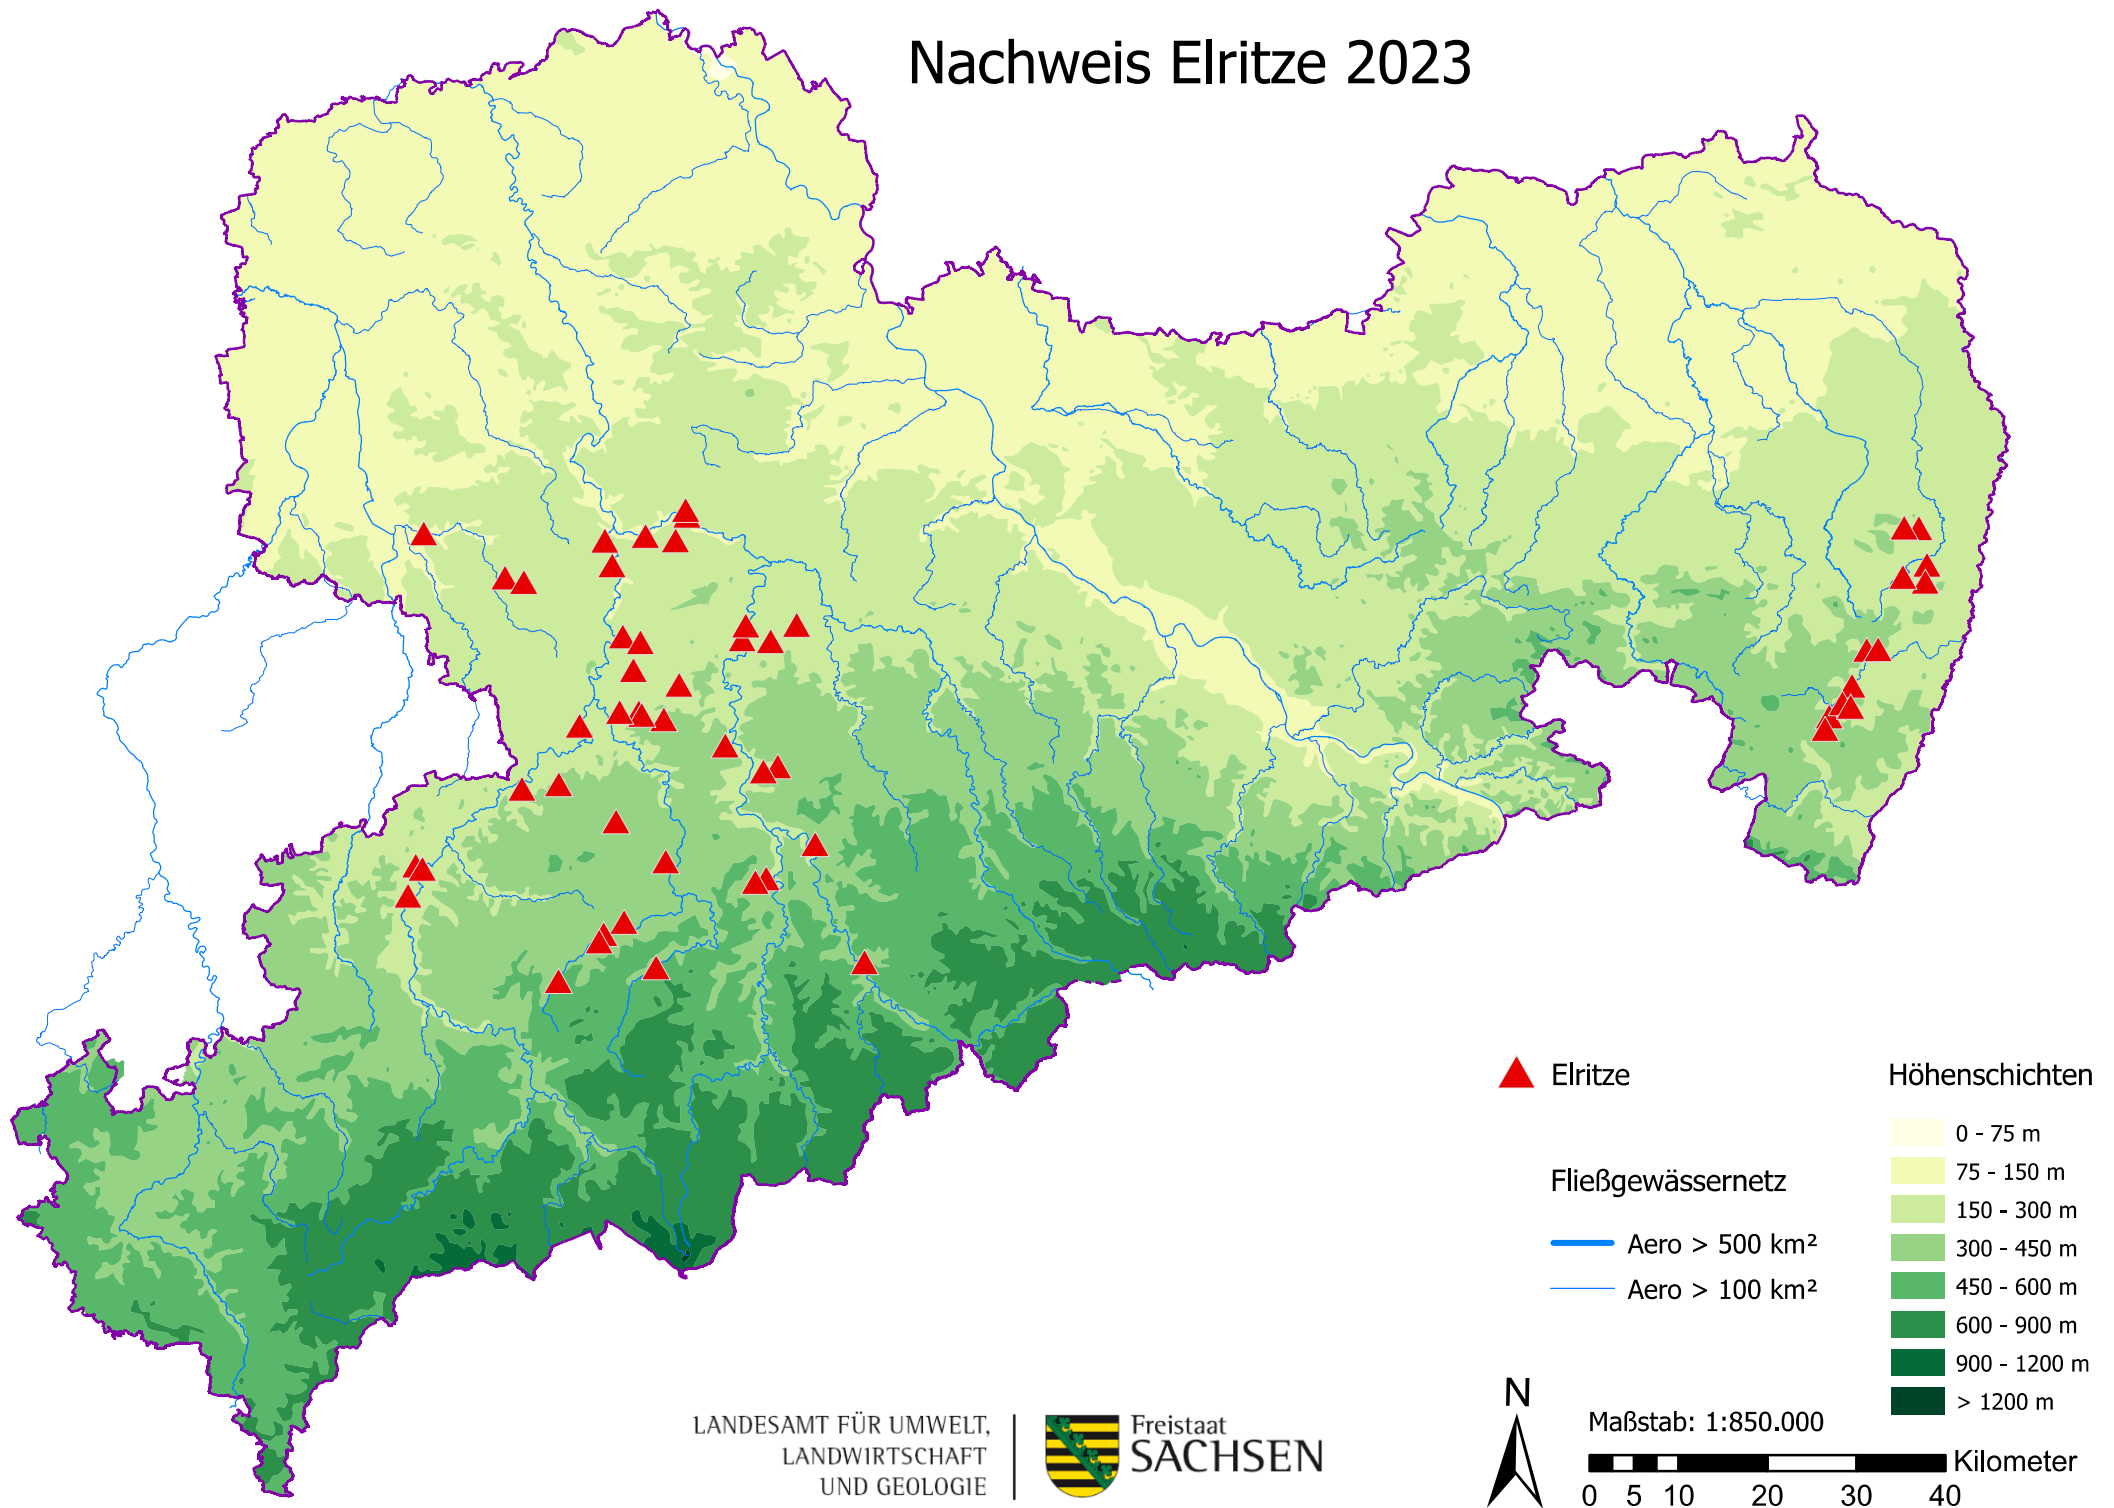 Nachweis Elritze 2023
Elritze
Fließgewässernetz
Aero > 500 km²
Aero > 100 km²
Höhenschichten
0 - 75 m
75 - 150 m
150 - 300 m
300 - 450 m
450 - 600 m
600 - 900 m
900 - 1200 m
> 1200 m
LANDESAMT FÜR UMWELT,
LANDWIRTSCHAFT
UND GEOLOGIE
Freistaat
SACHSEN
N
Maßstab: 1:850.000
Kilometer
0 5 10 20 30 40